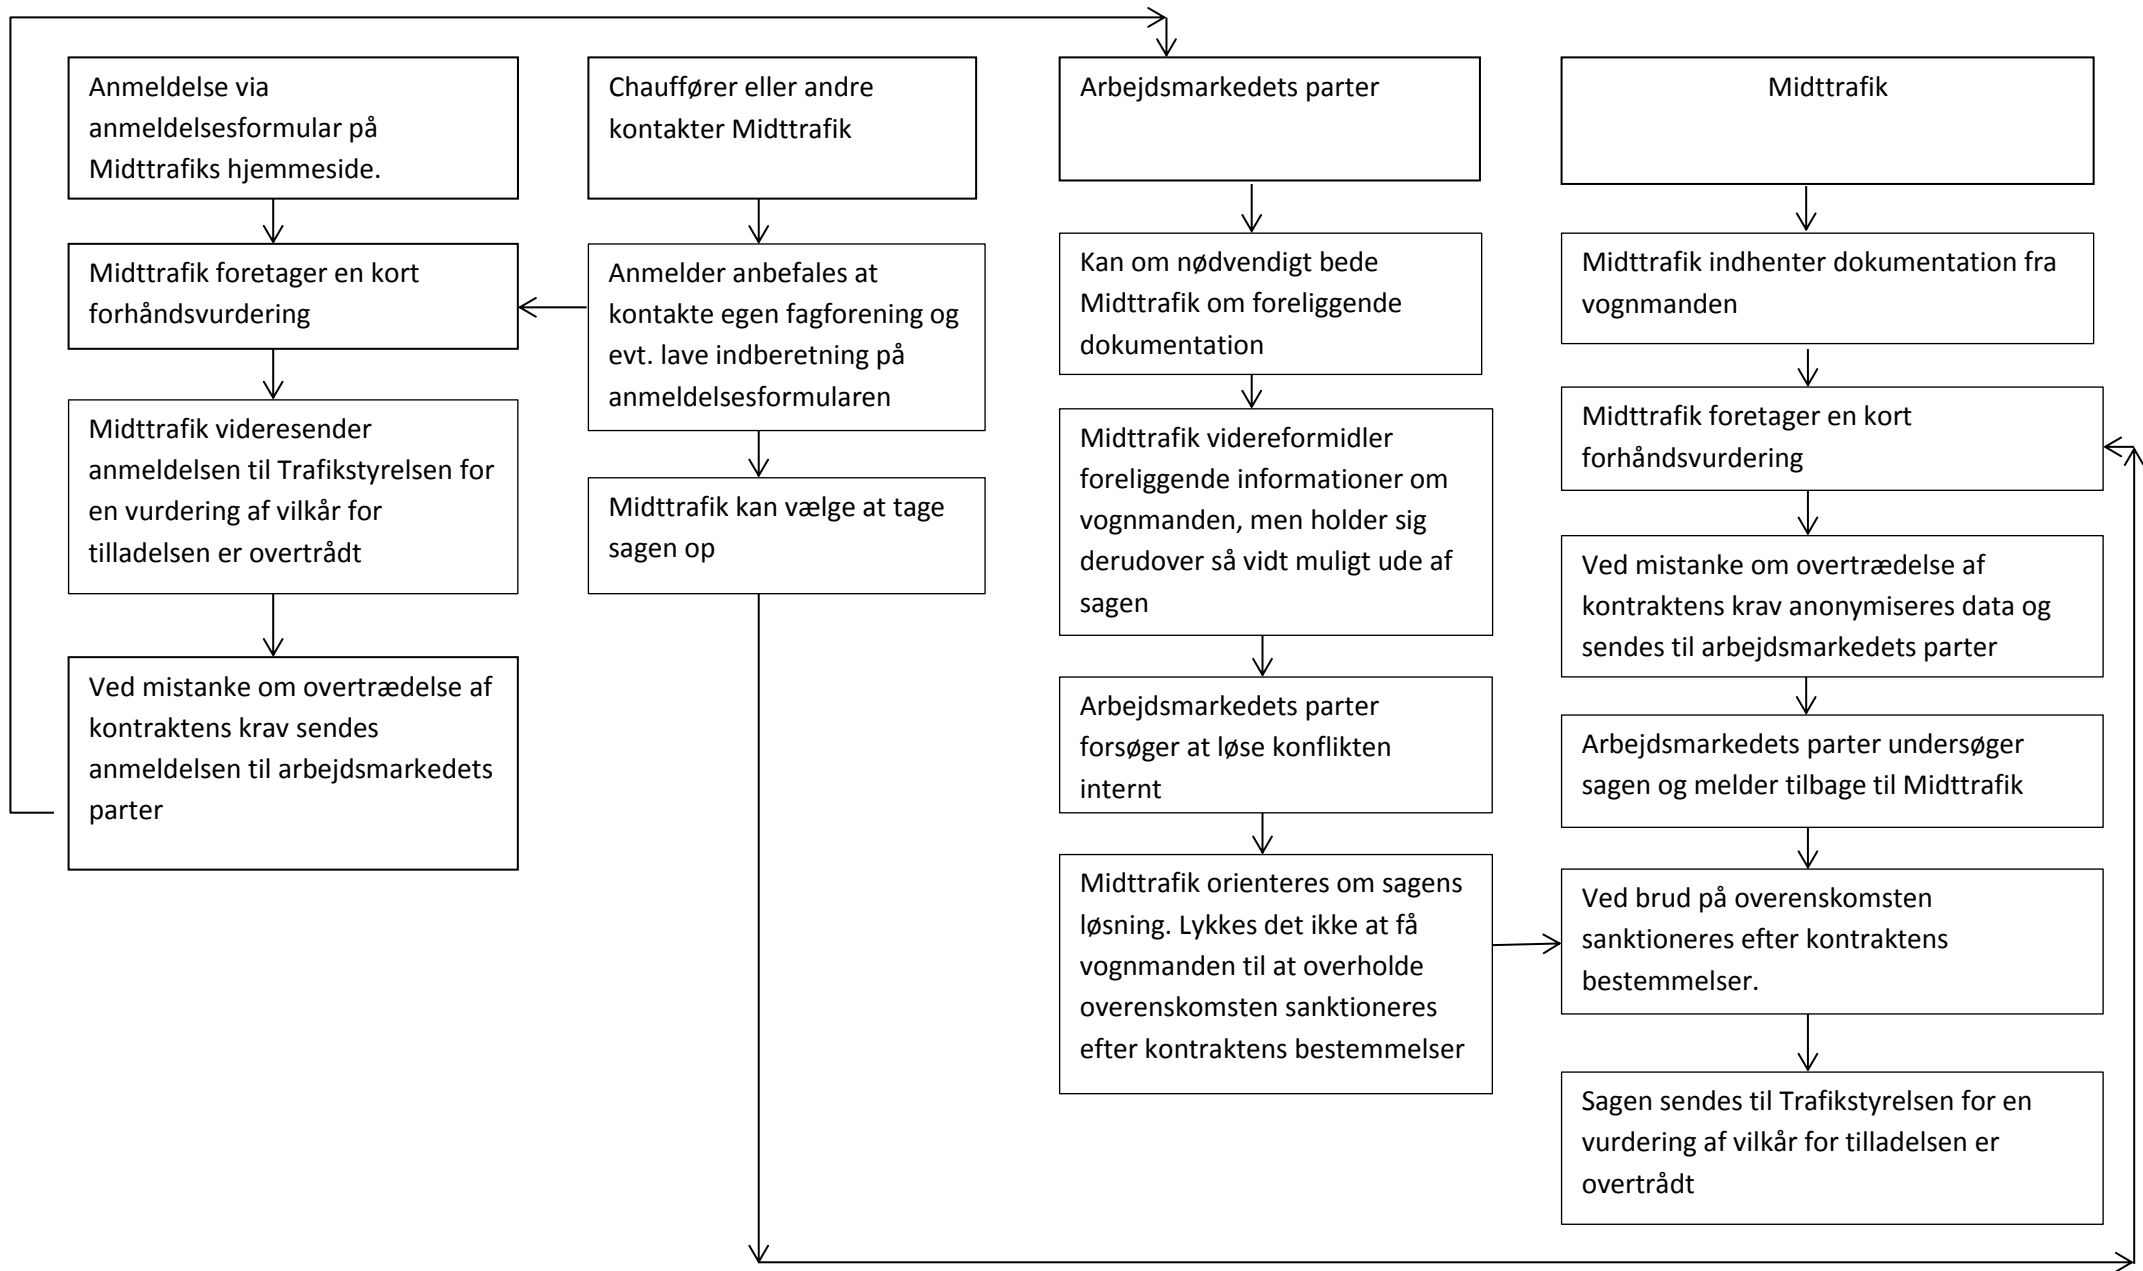 Anmeldelse via
anmeldelsesformular på
Midttrafiks hjemmeside.
Midttrafik foretager en kort
forhåndsvurdering
Midttrafik videresender
anmeldelsen til Trafikstyrelsen for
en vurdering af vilkår for
tilladelsen er overtrådt
Ved mistanke om overtrædelse af
kontraktens krav sendes
anmeldelsen til arbejdsmarkedets
parter
Chauffører eller andre
kontakter Midttrafik
Anmelder anbefales at
kontakte egen fagforening og
evt. lave indberetning på
anmeldelsesformularen
Midttrafik kan vælge at tage
sagen op
Arbejdsmarkedets parter
Kan om nødvendigt bede
Midttrafik om foreliggende
dokumentation
Midttrafik videreformidler
foreliggende informationer om
vognmanden, men holder sig
derudover så vidt muligt ude af
sagen
Arbejdsmarkedets parter
forsøger at løse konflikten
internt
Midttrafik orienteres om sagens
løsning. Lykkes det ikke at få
vognmanden til at overholde
overenskomsten sanktioneres
efter kontraktens bestemmelser
Midttrafik
Midttrafik indhenter dokumentation fra
vognmanden
Midttrafik foretager en kort
forhåndsvurdering
Ved mistanke om overtrædelse af
kontraktens krav anonymiseres data og
sendes til arbejdsmarkedets parter
Arbejdsmarkedets parter undersøger
sagen og melder tilbage til Midttrafik
Ved brud på overenskomsten
sanktioneres efter kontraktens
bestemmelser.
Sagen sendes til Trafikstyrelsen for en
vurdering af vilkår for tilladelsen er
overtrådt